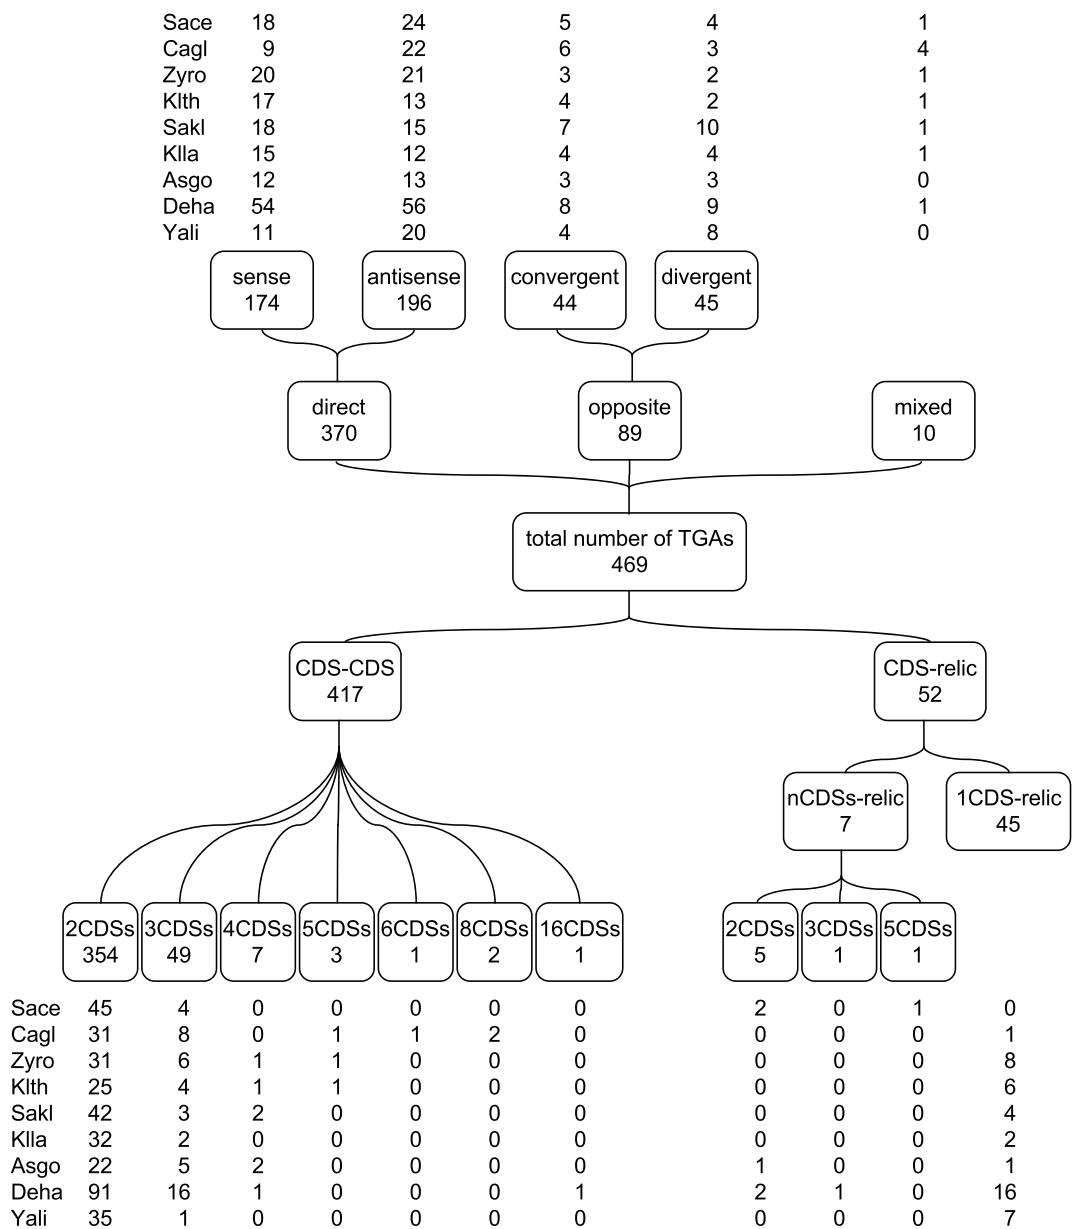 Sace 18 24 5 4 1
Cagl 9 22 6 3 4
Zyro 20 21 3 2 1
Klth 17 13 4 2 1
Sakl 18 15 7 10 1
Klla 15 12 4 4 1
Asgo 12 13 3 3 0
Deha 54 56 8 9 1
Yali 11 20 4 8 0
sense antisense convergent divergent
174 196 44 45
direct opposite mixed
370 89 10
total number of TGAs
469
CDS-CDS CDS-relic
417 52
nCDSs-relic 1CDS-relic
7 45
2CDSs 3CDSs 4CDSs 5CDSs 6CDSs 8CDSs 16CDSs 2CDSs 3CDSs 5CDSs
354 49 7 3 1 2 1 5 1 1
Sace 45 4 0 0 0 0 0 2 0 1 0
Cagl 31 8 0 1 1 2 0 0 0 0 1
Zyro 31 6 1 1 0 0 0 0 0 0 8
Klth 25 4 1 1 0 0 0 0 0 0 6
Sakl 42 3 2 0 0 0 0 0 0 0 4
Klla 32 2 0 0 0 0 0 0 0 0 2
Asgo 22 5 2 0 0 0 0 1 0 0 1
Deha 91 16 1 0 0 0 1 2 1 0 16
Yali 35 1 0 0 0 0 0 0 0 0 7